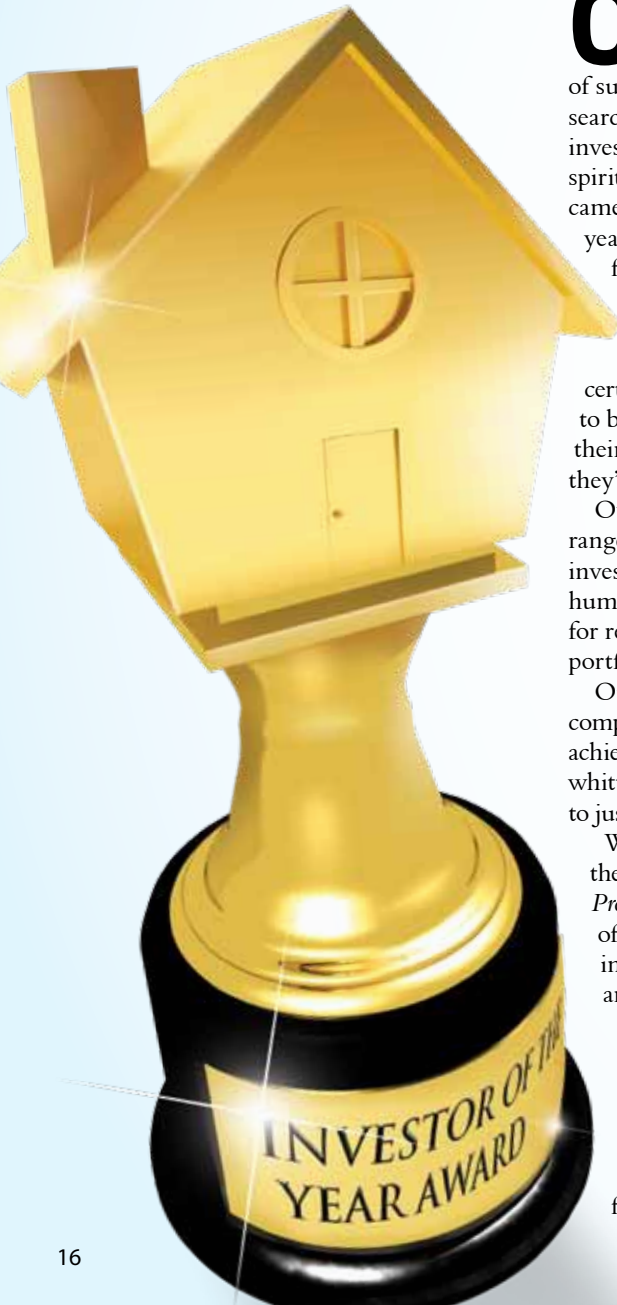 of su
searc
inves
spirit
came
yea
f
cert
to b
their
they’
Ou
range
inves
hum
for re
portf
O
comp
achie
whit
to jus
W
the
Pro
of
in
an
f
INVESTOR OF THE
YEAR AWARD
16